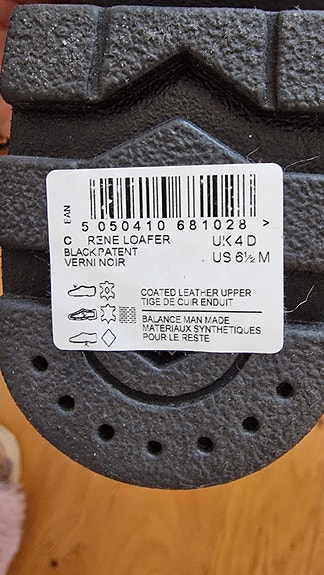 EAN
5 050410 681028 >
C RENE LOAFER UK 4 D
BLACK PATENT US 6½ M
VERNI NOIR
COATED LEATHER UPPER
TIGE DE CUIR ENDUIT
BALANCE MAN MADE
MATERIAUX SYNTHETIQUES
POUR LE RESTE